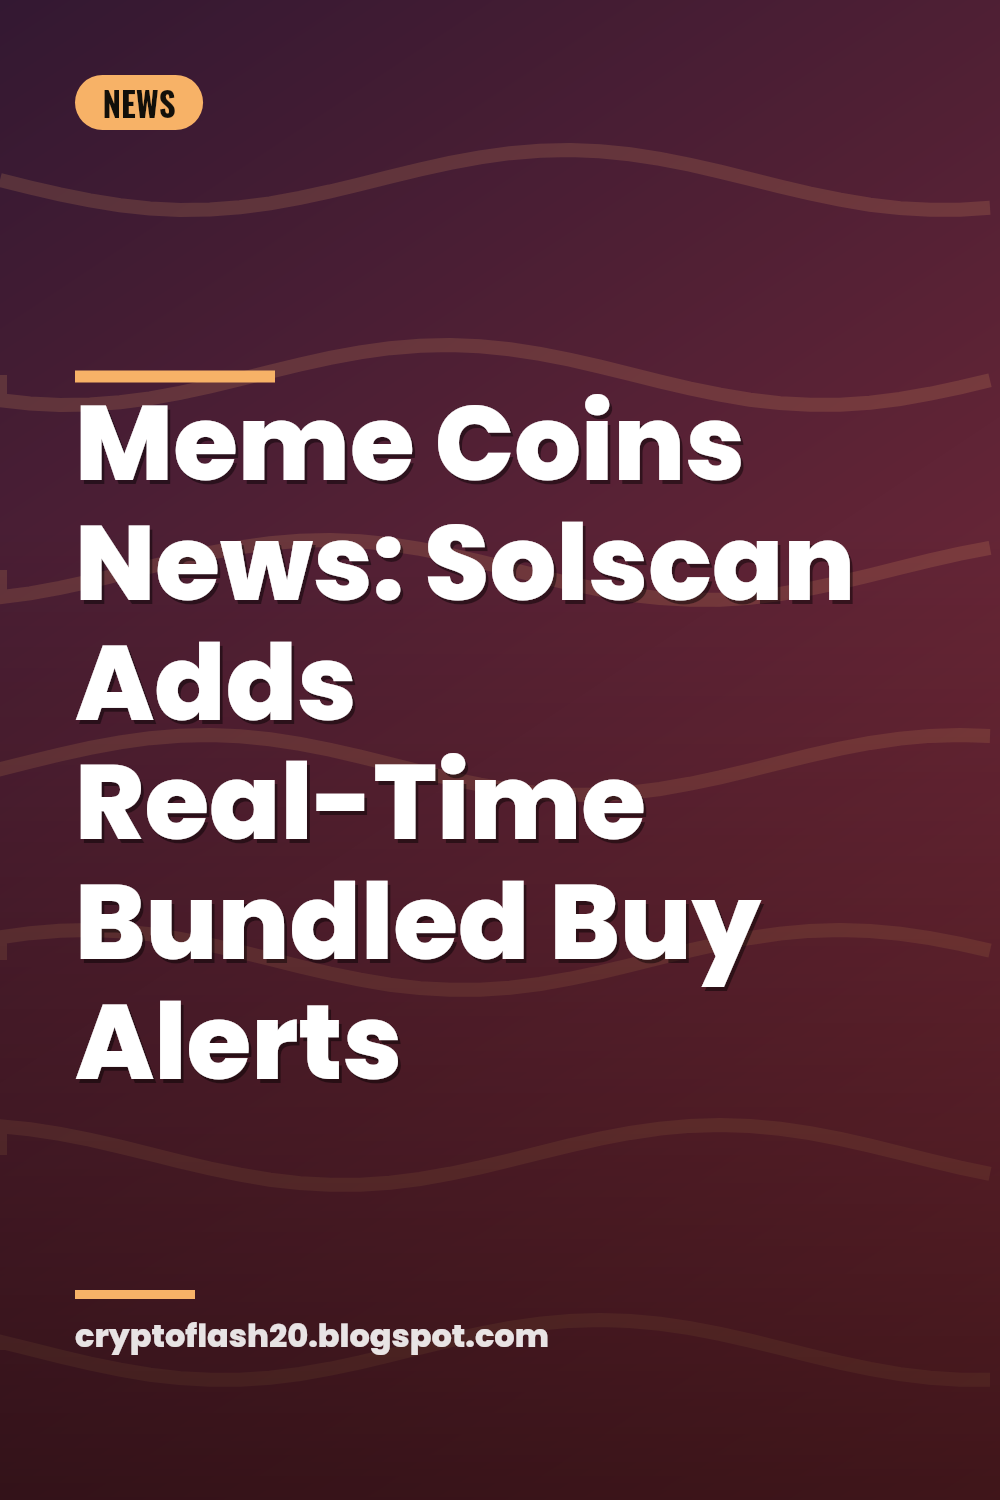 NEWS
Meme Coins
News: Solscan
Adds
Real-Time
Bundled Buy
Alerts
cryptoflash20.blogspot.com